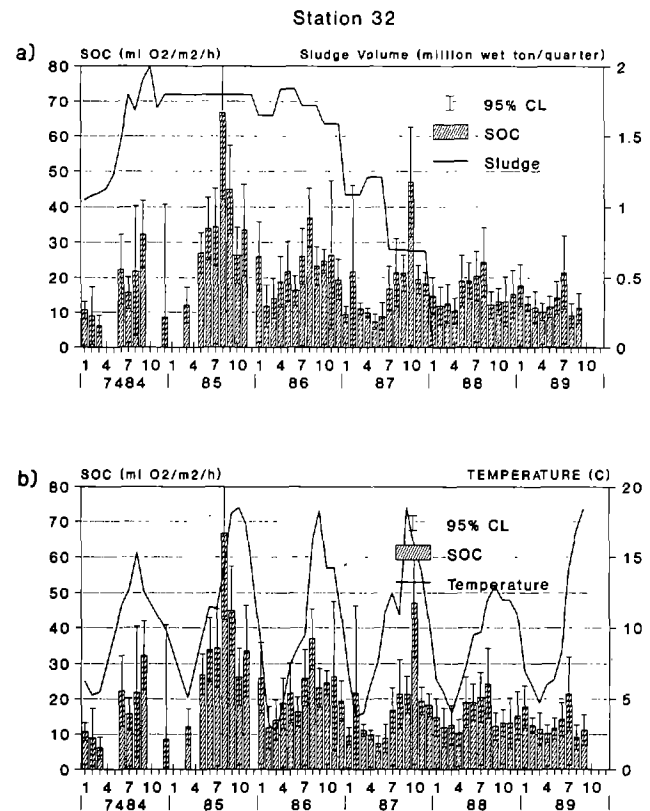 Station 32
a)
SOC (ml O2/m2/h) Sludge Volume (million wet ton/quarter)
80 2
70
60 1.5
50
40 1
30
20 0.5
10
0 0
95% CL
SOC
Sludge
1 4 7 10 1 4 7 10 1 4 7 10 1 4 7 10 1 4 7 10 1 4 7 10
| 7484 | 85 | 86 | 87 | 88 | 89 |
b)
SOC (ml O2/m2/h) TEMPERATURE (C)
80 20
70
60 15
50
40 10
30
20 5
10
0 0
95% CL
SOC
Temperature
1 4 7 10 1 4 7 10 1 4 7 10 1 4 7 10 1 4 7 10 1 4 7 10
| 7484 | 85 | 86 | 87 | 88 | 89 |